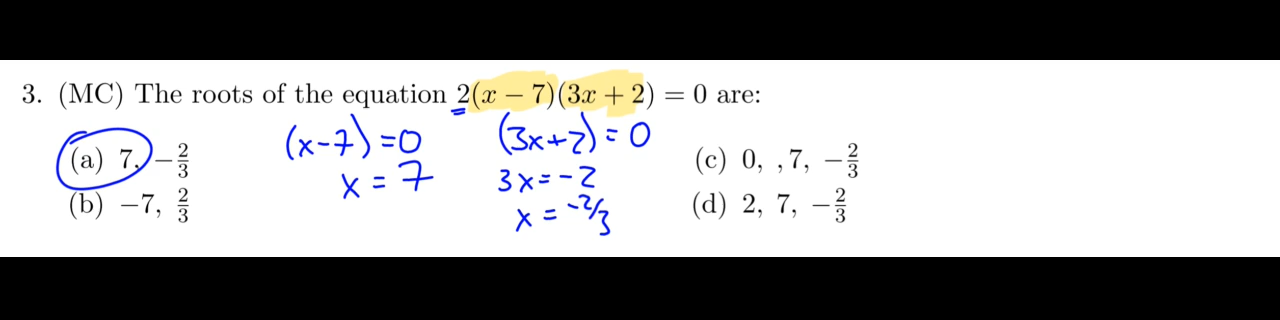 3. (MC) The roots of the equation 2(x − 7)(3x + 2) = 0 are:
(a) 7, −2/3
(b) −7, 2/3
(x-7) = 0
x = 7
(3x+2) = 0
3x = -2
x = -2/3
(c) 0, , 7, −2/3
(d) 2, 7, −2/3